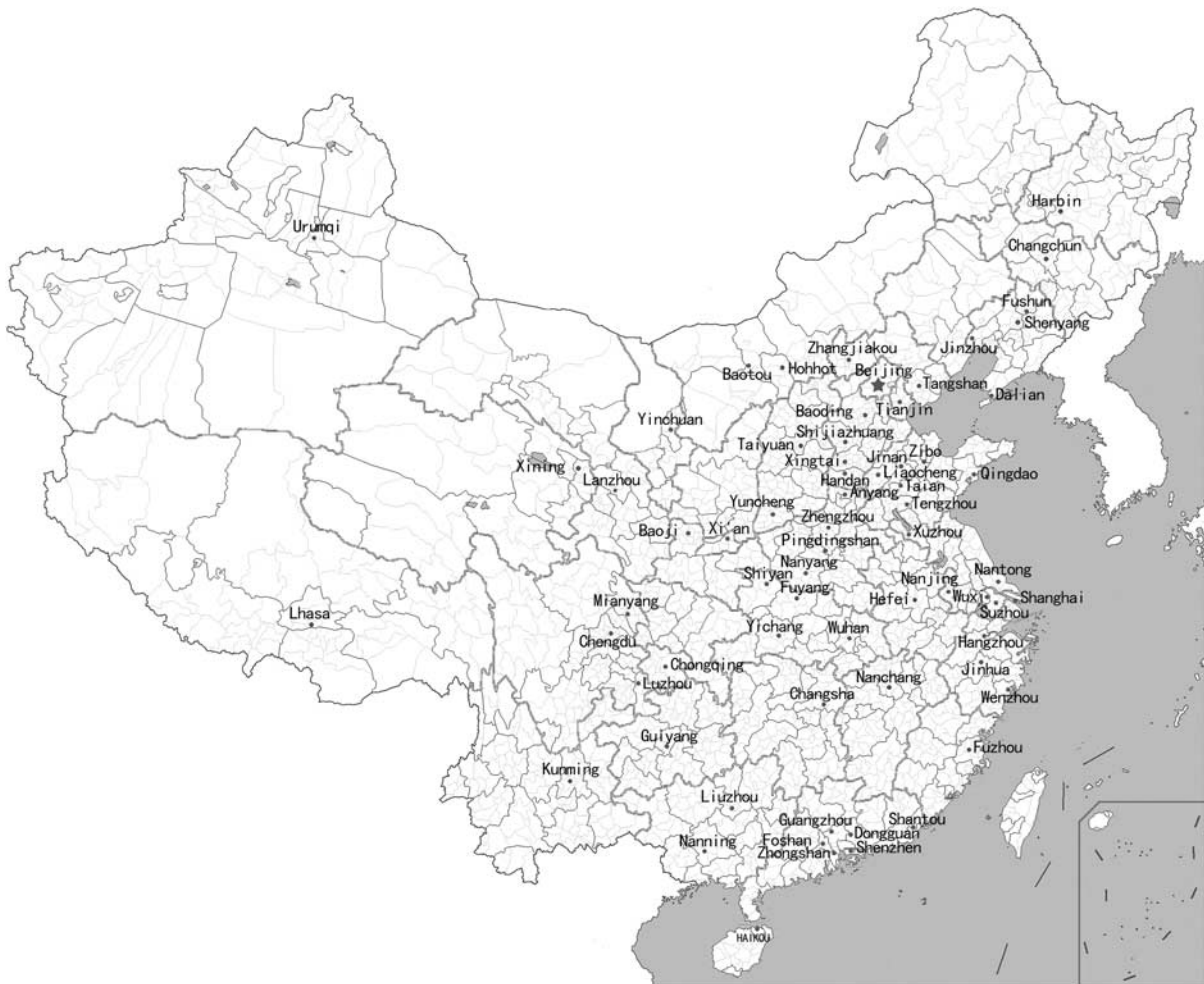 Harbin
Urumqi
Changchun
Fushun
Shenyang
Jinzhou
Zhangjiakou
Beijing
Baotou
Hohhot
Tangshan
Dalian
Baoding
Tianjin
Yinchuan
Shijiazhuang
Taiyuan
Jinan
Zibo
Xingtai
Xining
Liaocheng
Qingdao
Lanzhou
Handan
Taian
Anyang
Tengzhou
Yuncheng
Zhengzhou
Baoji
Xi'an
Xuzhou
Pingdingshan
Nanyang
Nantong
Shiyan
Nanjing
Fuyang
Wuxi
Shanghai
Mianyang
Hefei
Suzhou
Lhasa
Yichang
Wuhan
Chengdu
Hangzhou
Chongqing
Jinhua
Luzhou
Nanchang
Changsha
Wenzhou
Guiyang
Fuzhou
Kunming
Liuzhou
Guangzhou
Shantou
Dongguan
Nanning
Foshan
Shenzhen
Zhongshan
HAIKOU